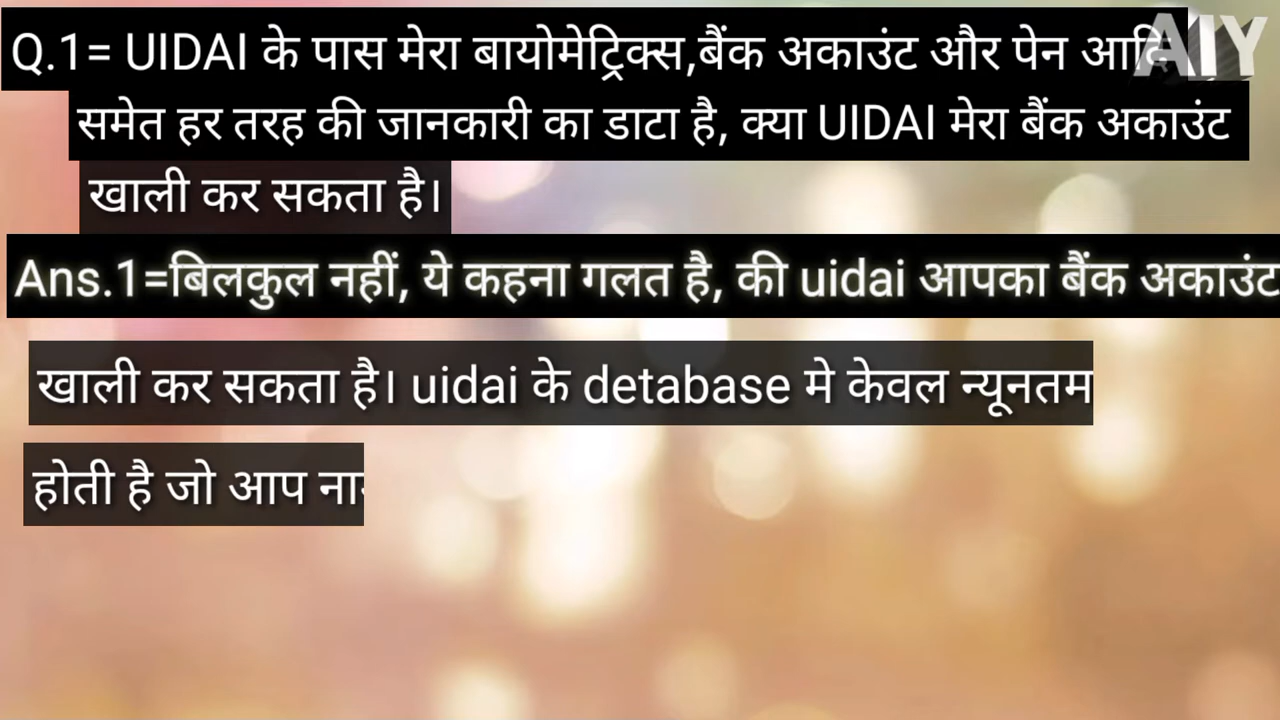 Q.1= UIDAI के पास मेरा बायोमेट्रिक्स,बैंक अकाउंट और पेन आदि
AIY
समेत हर तरह की जानकारी का डाटा है, क्या UIDAI मेरा बैंक अकाउंट
खाली कर सकता है।
Ans.1=बिलकुल नहीं, ये कहना गलत है, की uidai आपका बैंक अकाउंट
खाली कर सकता है। uidai के detabase मे केवल न्यूनतम
होती है जो आप